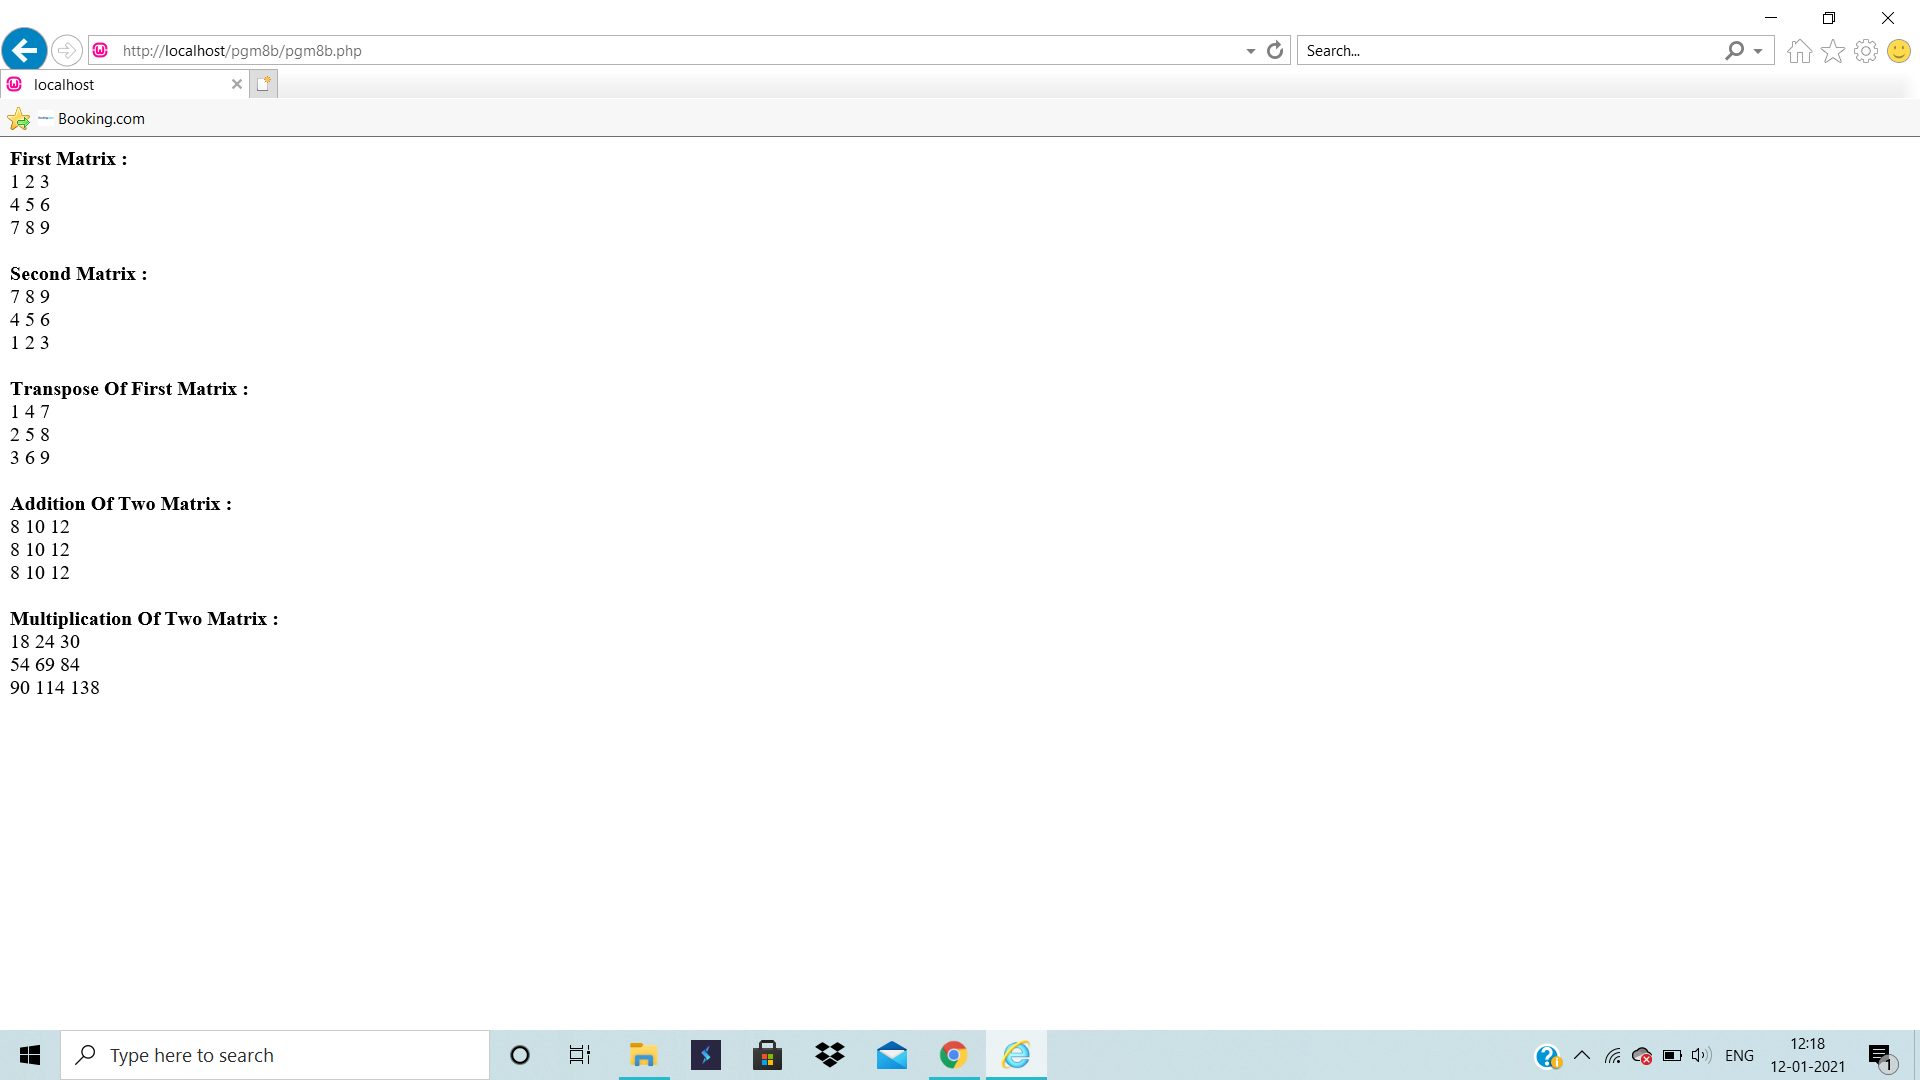 http://localhost/pgm8b/pgm8b.php
Search...
localhost
Booking.com
First Matrix :
1 2 3
4 5 6
7 8 9
Second Matrix :
7 8 9
4 5 6
1 2 3
Transpose Of First Matrix :
1 4 7
2 5 8
3 6 9
Addition Of Two Matrix :
8 10 12
8 10 12
8 10 12
Multiplication Of Two Matrix :
18 24 30
54 69 84
90 114 138
Type here to search
ENG
12:18
12-01-2021
1